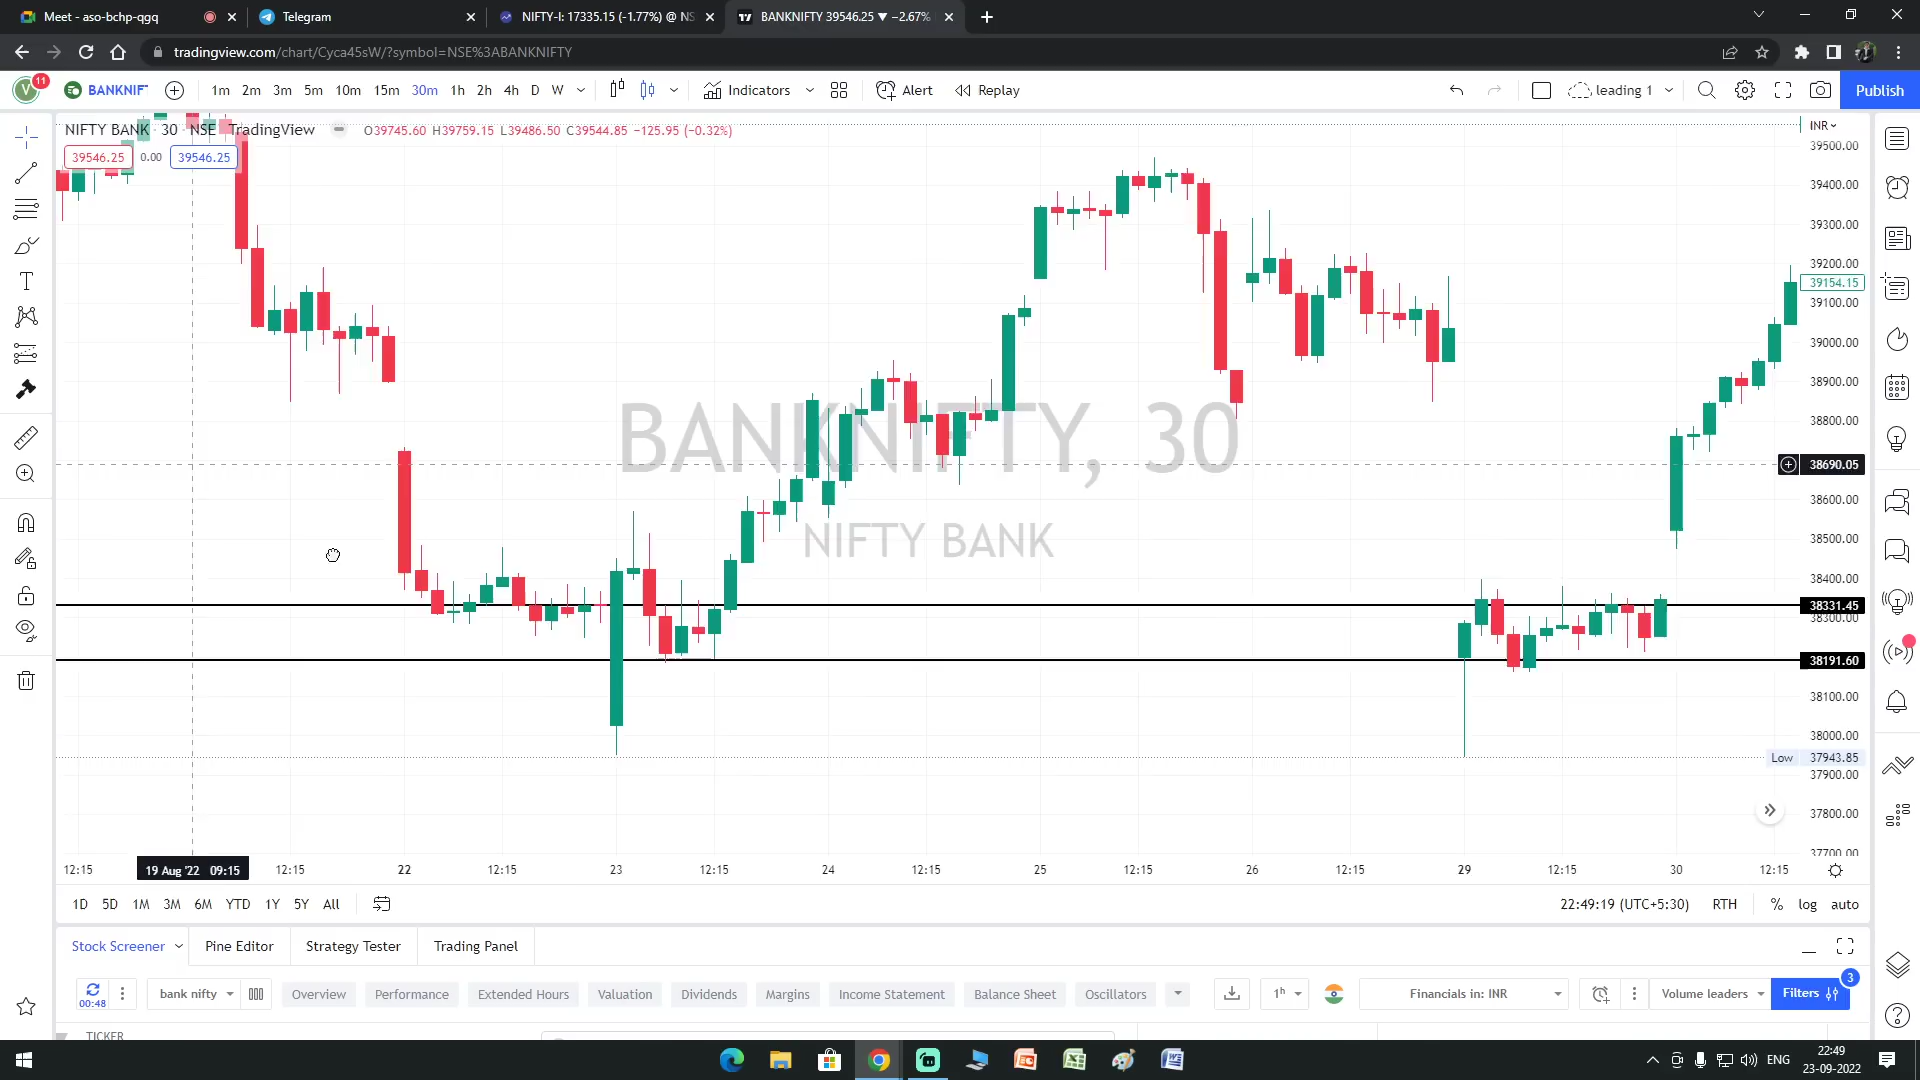 Meet - aso-bchp-qgq
Telegram
NIFTY-I: 17335.15 (-1.77%) @ NS
BANKNIFTY 39546.25 ▼ −2.67%
tradingview.com/chart/Cyca45sW/?symbol=NSE%3ABANKNIFTY
V 11 BANKNIF 1m 2m 3m 5m 10m 15m 30m 1h 2h 4h D W Indicators Alert Replay leading 1 Publish
NIFTY BANK · 30 · NSE TradingView O39745.60 H39759.15 L39486.50 C39544.85 −125.95 (−0.32%)
39546.25 0.00 39546.25
INR
39500.00
39400.00
39300.00
39200.00
39154.15
39100.00
39000.00
38900.00
38800.00
38690.05
38600.00
38500.00
38400.00
38331.45
38300.00
38191.60
38100.00
38000.00
Low 37943.85
37900.00
37800.00
37700.00
BANKNIFTY, 30
NIFTY BANK
12:15 19 Aug '22 09:15 12:15 22 12:15 23 12:15 24 12:15 25 12:15 26 12:15 29 12:15 30 12:15
1D 5D 1M 3M 6M YTD 1Y 5Y All 22:49:19 (UTC+5:30) RTH % log auto
Stock Screener Pine Editor Strategy Tester Trading Panel
00:48 bank nifty Overview Performance Extended Hours Valuation Dividends Margins Income Statement Balance Sheet Oscillators 1h Financials in: INR Volume leaders Filters 3
TICKER
ENG
22:49
23-09-2022